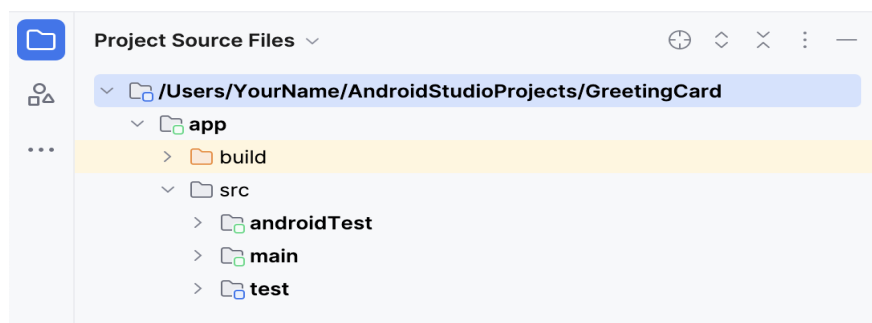 Project Source Files
/Users/YourName/AndroidStudioProjects/GreetingCard
app
build
src
androidTest
main
test